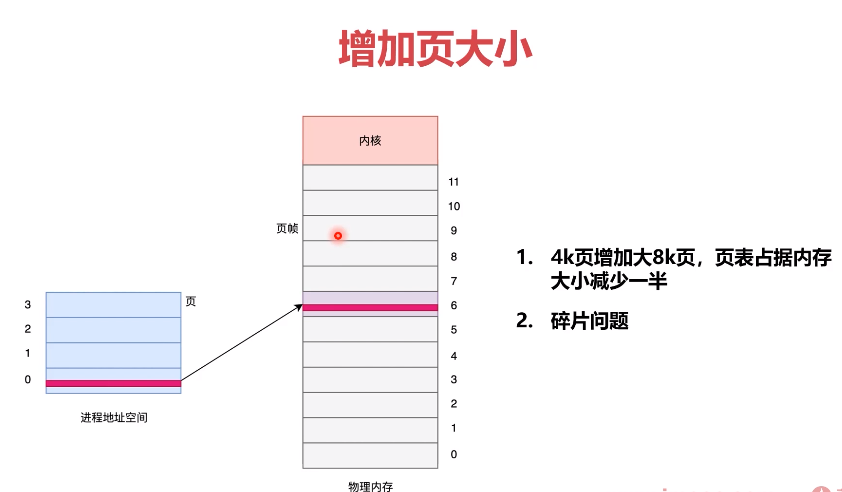 增加页大小
内核
11
10
页帧
9
8
7
页
3
6
2
5
1
4
0
3
2
进程地址空间
1
0
物理内存
1. 4k页增加大8k页，页表占据内存
大小减少一半
2. 碎片问题